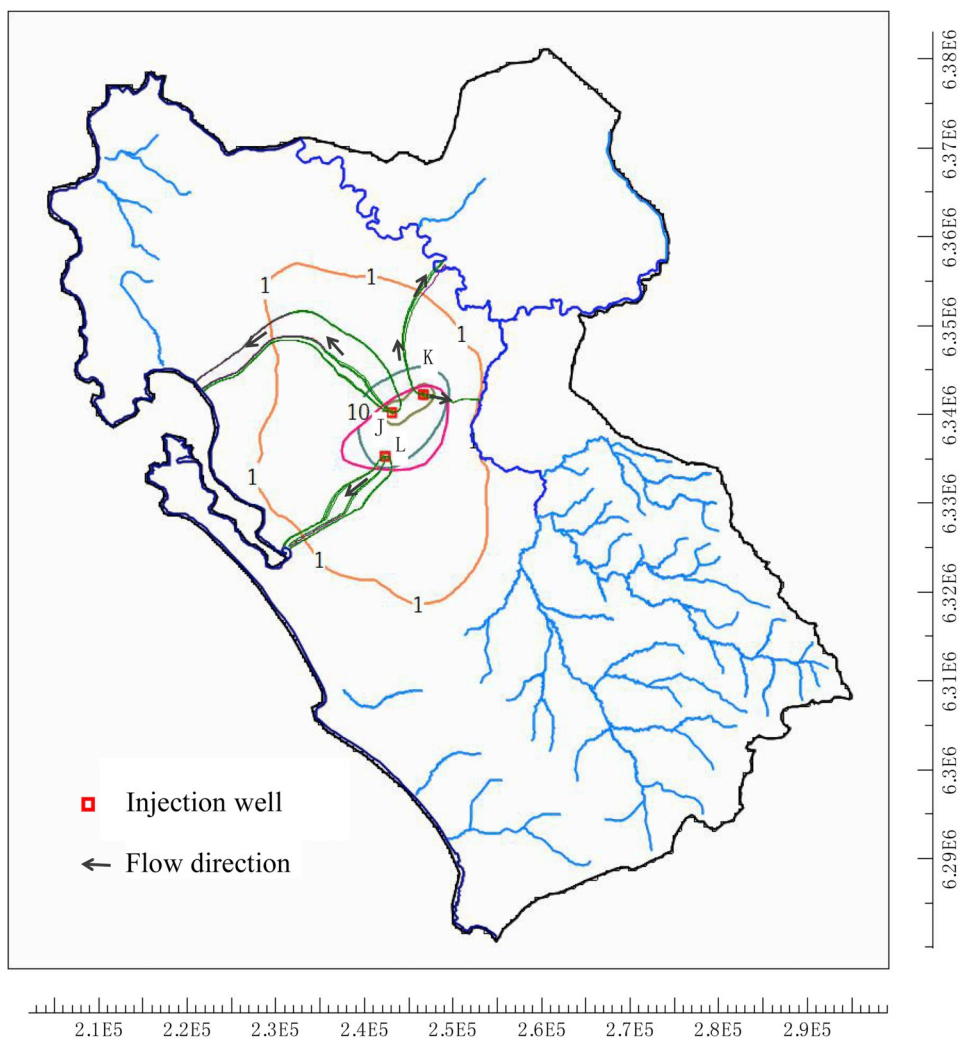 1
1
1
K
10
J
L
1
1
1
1
Injection well
Flow direction
6.38E6
6.37E6
6.36E6
6.35E6
6.34E6
6.33E6
6.32E6
6.31E6
6.3E6
6.29E6
2.1E5 2.2E5 2.3E5 2.4E5 2.5E5 2.6E5 2.7E5 2.8E5 2.9E5